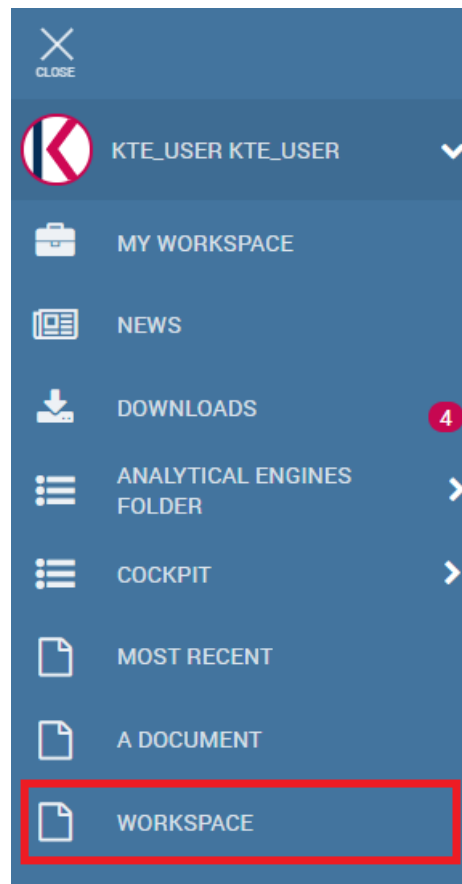 CLOSE
KTE_USER KTE_USER
MY WORKSPACE
NEWS
DOWNLOADS
4
ANALYTICAL ENGINES
FOLDER
COCKPIT
MOST RECENT
A DOCUMENT
WORKSPACE